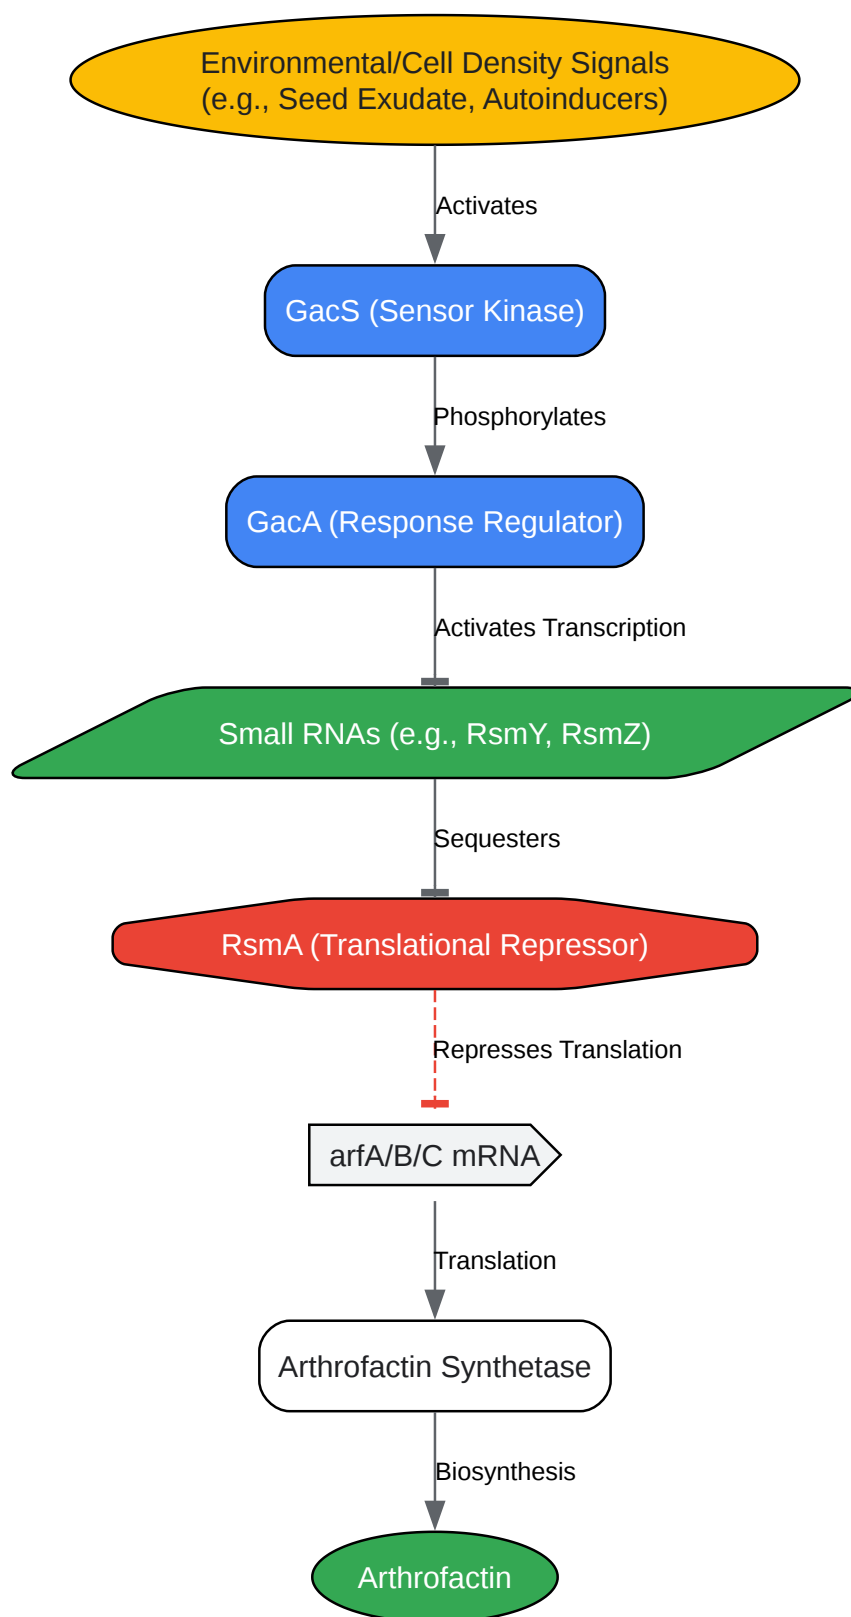 Environmental/Cell Density Signals
(e.g., Seed Exudate, Autoinducers)
Activates
GacS (Sensor Kinase)
Phosphorylates
GacA (Response Regulator)
Activates Transcription
Small RNAs (e.g., RsmY, RsmZ)
Sequesters
RsmA (Translational Repressor)
Represses Translation
arfA/B/C mRNA
Translation
Arthrofactin Synthetase
Biosynthesis
Arthrofactin